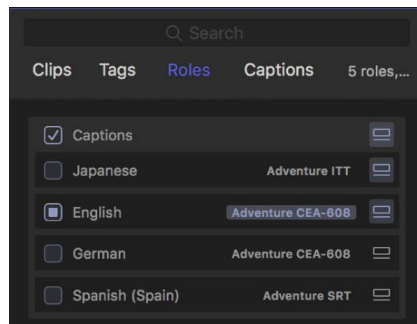 Search
Clips Tags Roles Captions 5 roles,...
Captions
Japanese Adventure ITT
English Adventure CEA-608
German Adventure CEA-608
Spanish (Spain) Adventure SRT